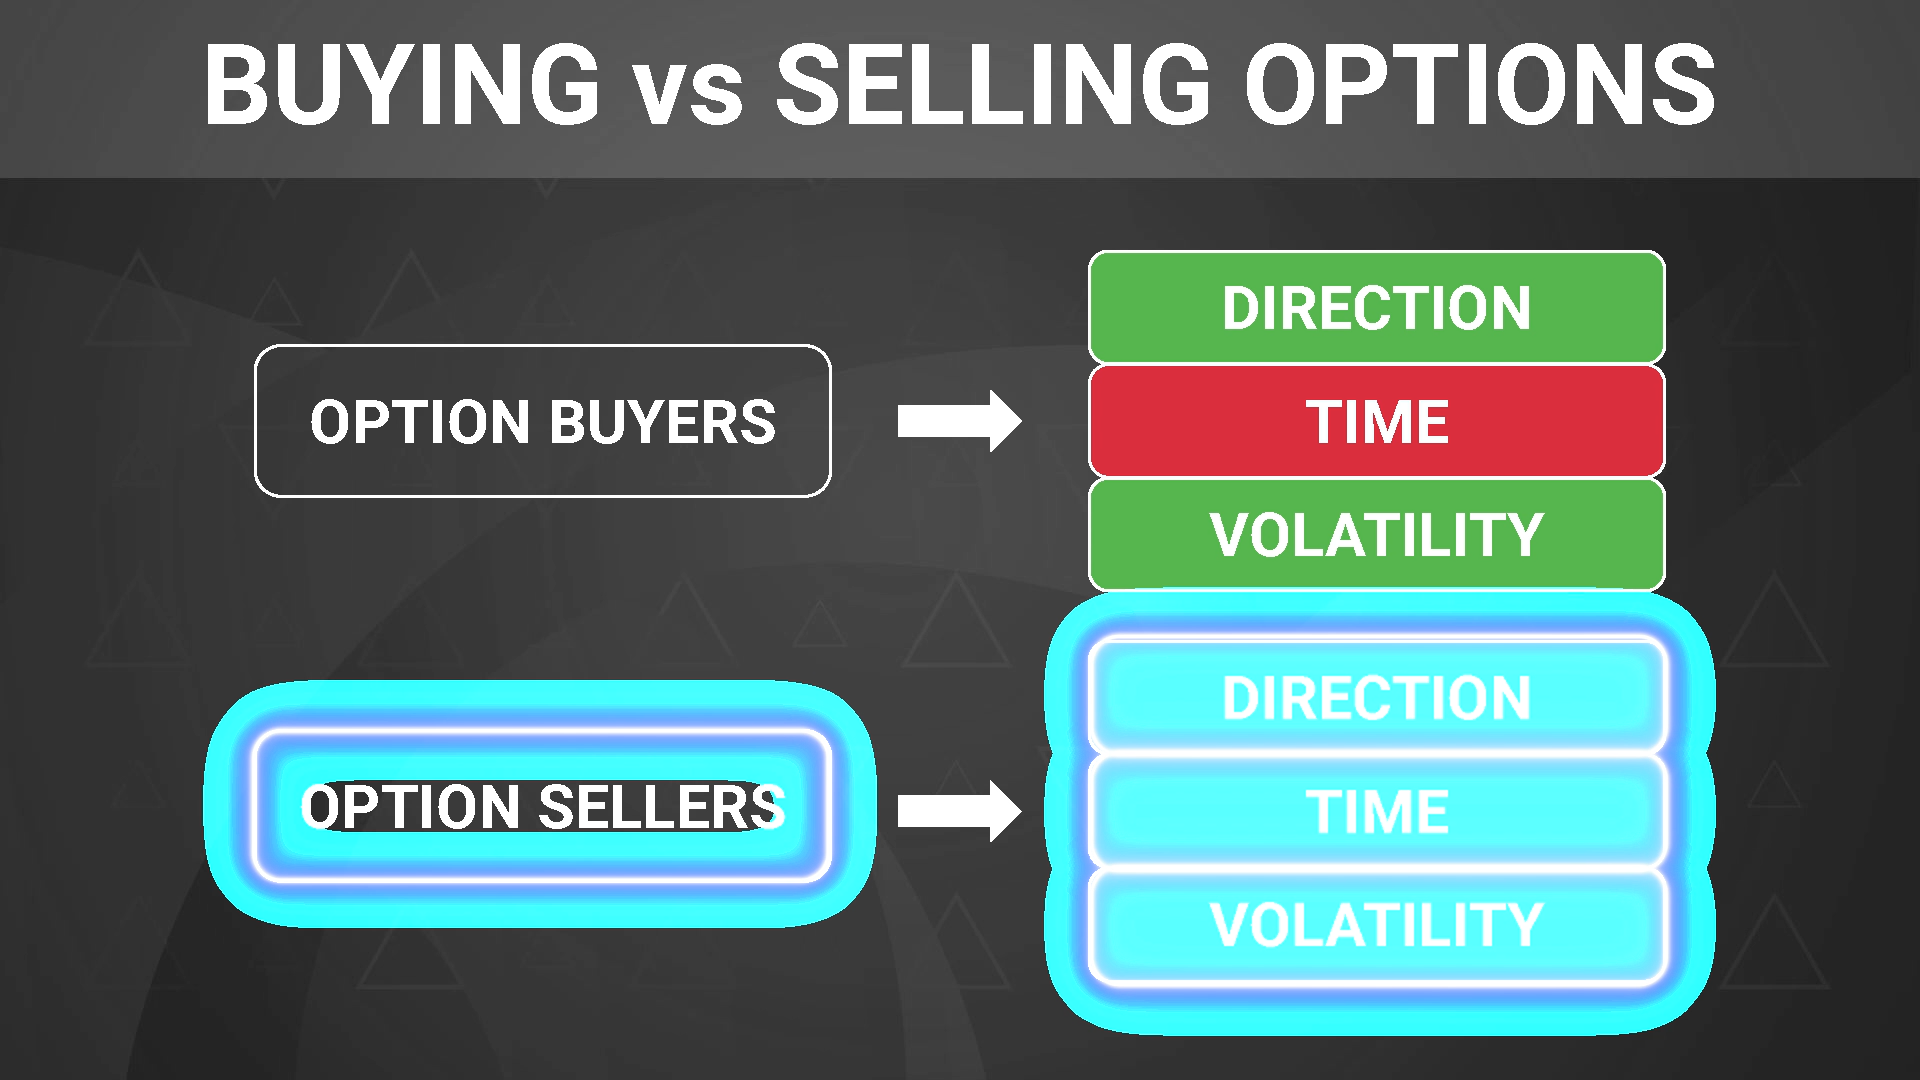 BUYING vs SELLING OPTIONS
OPTION BUYERS
DIRECTION
TIME
VOLATILITY
OPTION SELLERS
DIRECTION
TIME
VOLATILITY